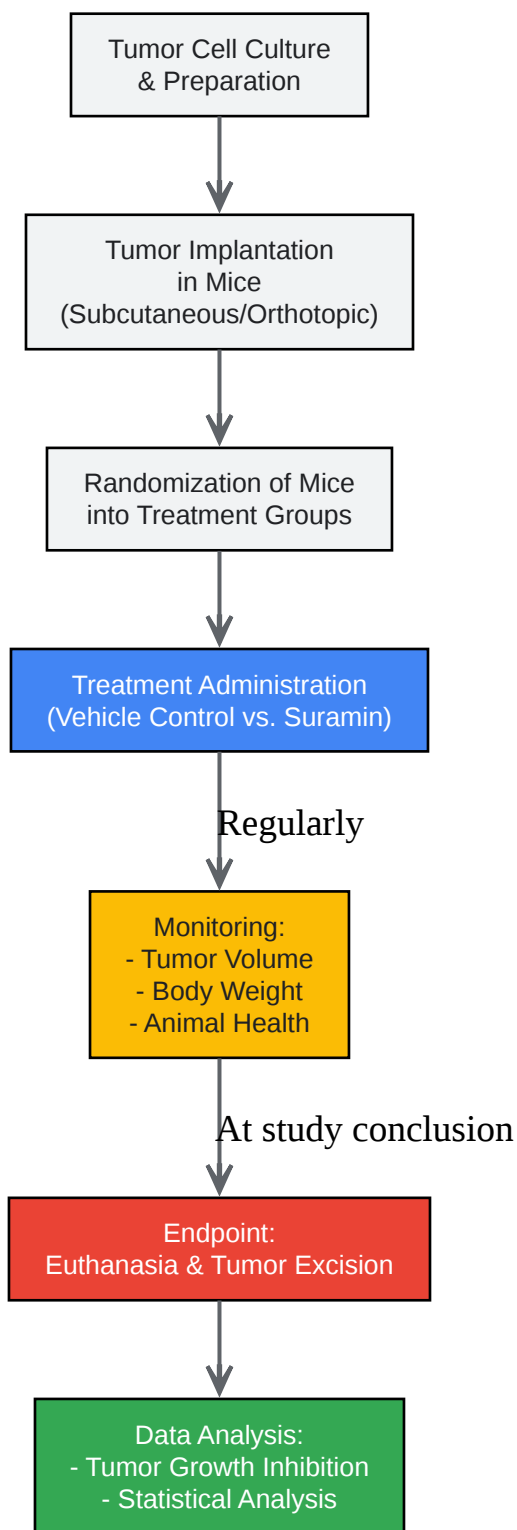 Tumor Cell Culture
& Preparation
Tumor Implantation
in Mice
(Subcutaneous/Orthotopic)
Randomization of Mice
into Treatment Groups
Treatment Administration
(Vehicle Control vs. Suramin)
Regularly
Monitoring:
- Tumor Volume
- Body Weight
- Animal Health
At study conclusion
Endpoint:
Euthanasia & Tumor Excision
Data Analysis:
- Tumor Growth Inhibition
- Statistical Analysis